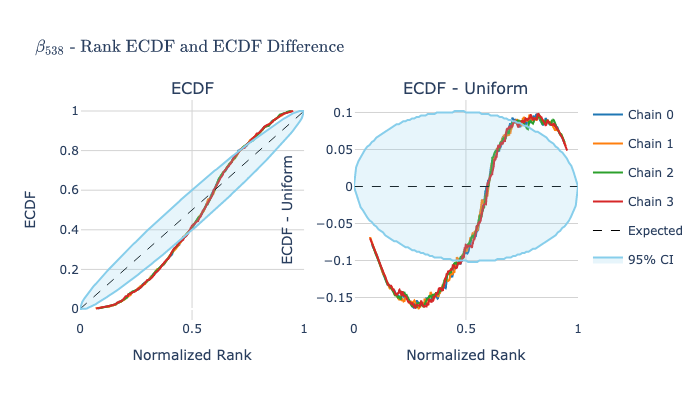 β₅₃₈ - Rank ECDF and ECDF Difference
ECDF
ECDF - Uniform
ECDF
1
0.8
0.6
0.4
0.2
0
0
0.5
1
Normalized Rank
ECDF - Uniform
0.1
0.05
0
−0.05
−0.1
−0.15
0
0.5
1
Normalized Rank
Chain 0
Chain 1
Chain 2
Chain 3
Expected
95% CI